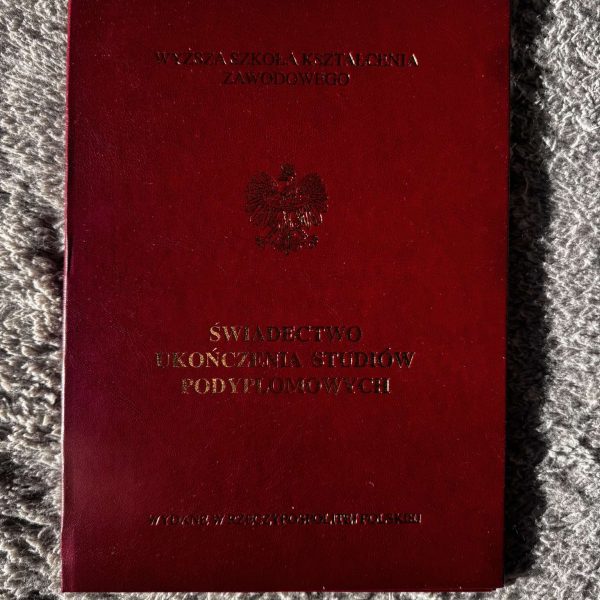 WYŻSZA SZKOŁA KSZTAŁCENIA
ZAWODOWEGO
ŚWIADECTWO
UKOŃCZENIA STUDIÓW
PODYPLOMOWYCH
WYDANE W RZECZYPOSPOLITEJ POLSKIEJ